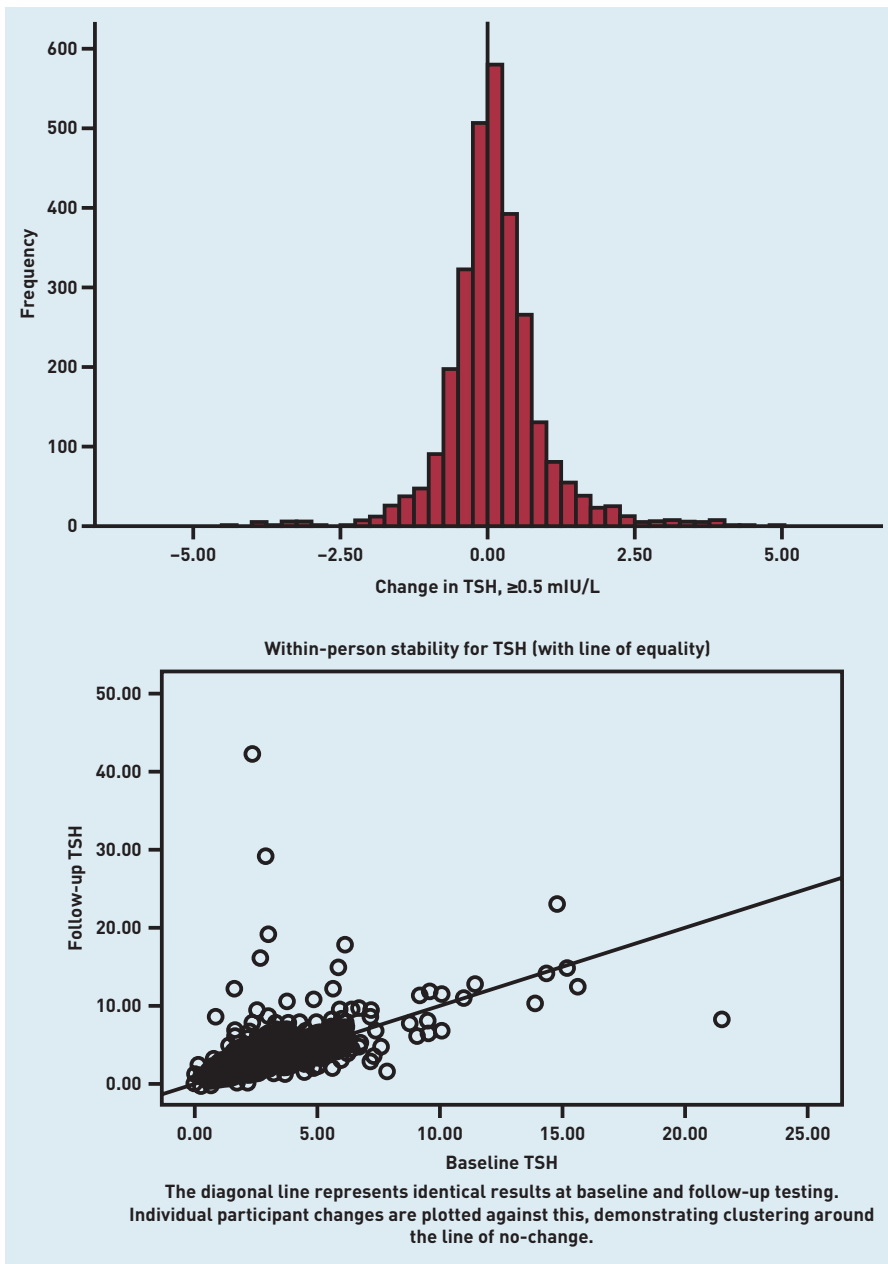 600
500
400
300
200
100
0
Frequency
−5.00 −2.50 0.00 2.50 5.00
Change in TSH, ≥0.5 mIU/L
Within-person stability for TSH (with line of equality)
50.00
40.00
30.00
20.00
10.00
0.00
Follow-up TSH
0.00 5.00 10.00 15.00 20.00 25.00
Baseline TSH
The diagonal line represents identical results at baseline and follow-up testing.
Individual participant changes are plotted against this, demonstrating clustering around
the line of no-change.